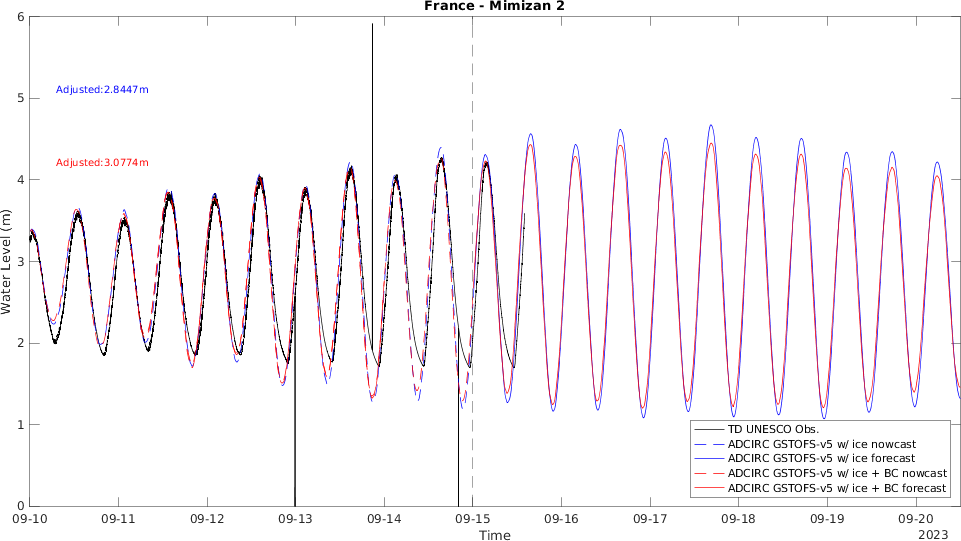 France - Mimizan 2
6
5
4
3
2
1
0
Water Level (m)
Adjusted:2.8447m
Adjusted:3.0774m
TD UNESCO Obs.
ADCIRC GSTOFS-v5 w/ ice nowcast
ADCIRC GSTOFS-v5 w/ ice forecast
ADCIRC GSTOFS-v5 w/ ice + BC nowcast
ADCIRC GSTOFS-v5 w/ ice + BC forecast
09-10 09-11 09-12 09-13 09-14 09-15 09-16 09-17 09-18 09-19 09-20
Time
2023